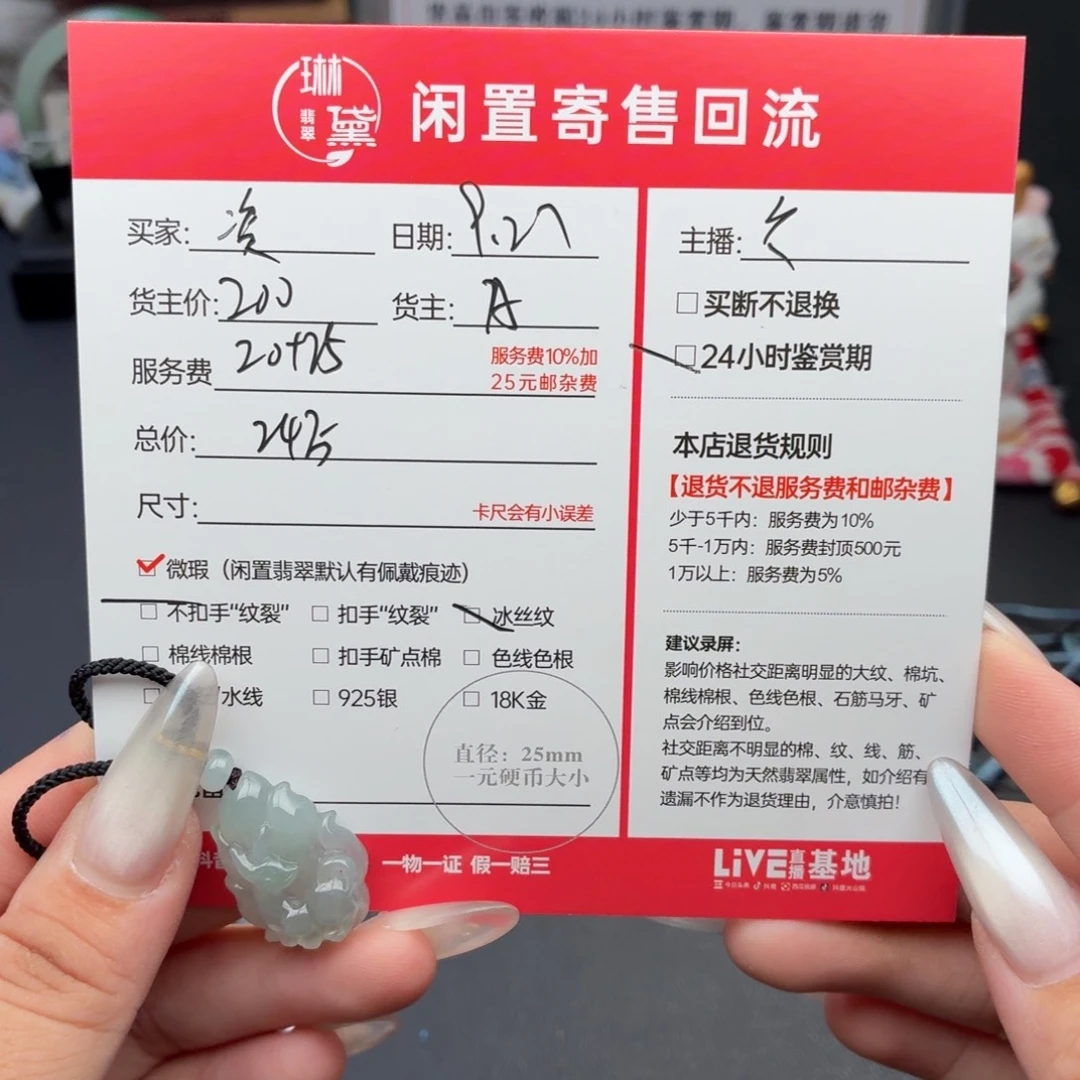 琳黛
翡翠
闲置寄售回流
买家:
日期: 9.27
货主价: 200
货主: A
服务费 20+25
服务费10%加
25元邮杂费
总价: 245
尺寸:
卡尺会有小误差
微瑕（闲置翡翠默认有佩戴痕迹）
不扣手“纹裂” 扣手“纹裂” 冰丝纹
棉线棉根 扣手矿点棉 色线色根
水线 925银 18K金
直径：25mm
一元硬币大小
一物一证 假一赔三
主播:
买断不退换
24小时鉴赏期
本店退货规则
【退货不退服务费和邮杂费】
少于5千内：服务费为10%
5千-1万内：服务费封顶500元
1万以上：服务费为5%
建议录屏：
影响价格社交距离明显的大纹、棉坑、
棉线棉根、色线色根、石筋马牙、矿
点会介绍到位。
社交距离不明显的棉、纹、线、筋、
矿点等均为天然翡翠属性，如介绍有
遗漏不作为退货理由，介意慎拍！
LiVE直播基地